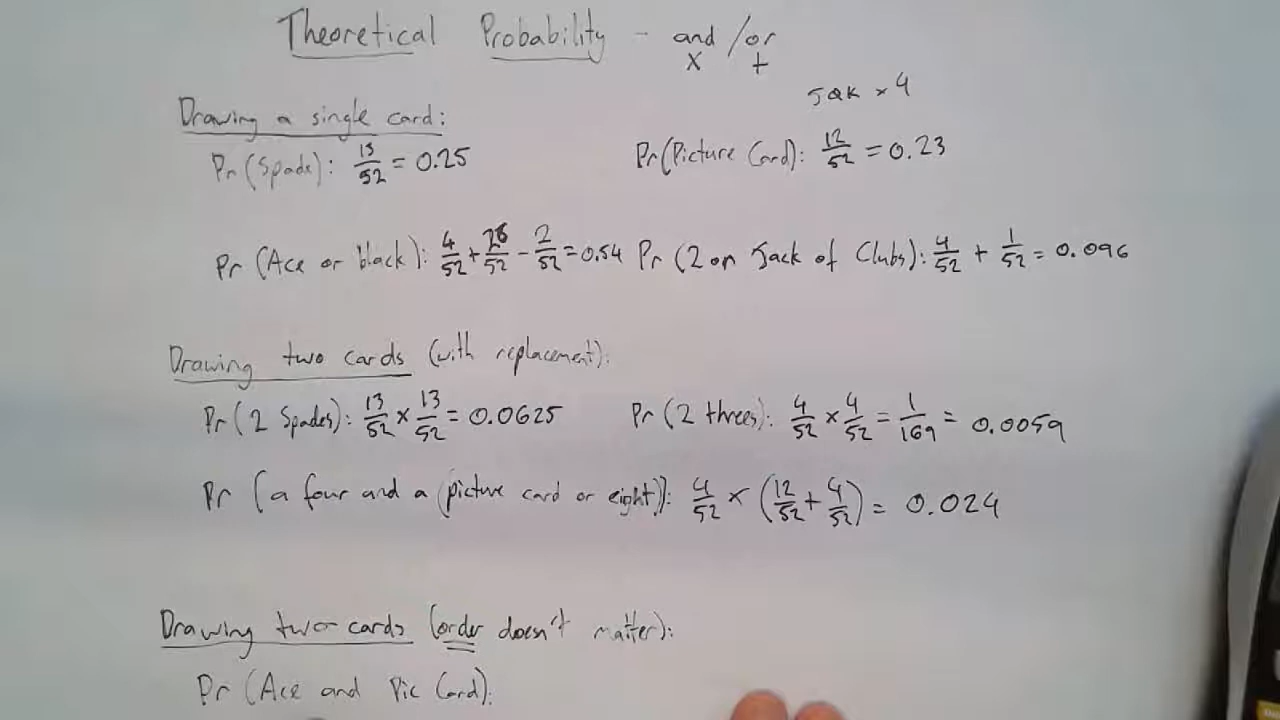 Theoretical Probability - and/or
x +
JQK x 4
Drawing a single card:
Pr(Spade): 13/52 = 0.25
Pr(Picture Card): 12/52 = 0.23
Pr(Ace or black): 4/52 + 26/52 - 2/52 = 0.54
Pr(2 or Jack of Clubs): 4/52 + 1/52 = 0.096
Drawing two cards (with replacement):
Pr(2 Spades): 13/52 x 13/52 = 0.0625
Pr(2 threes): 4/52 x 4/52 = 1/169 = 0.0059
Pr(a four and a (picture card or eight)): 4/52 x (12/52 + 4/52) = 0.024
Drawing two cards (order doesn't matter):
Pr(Ace and Pic Card):